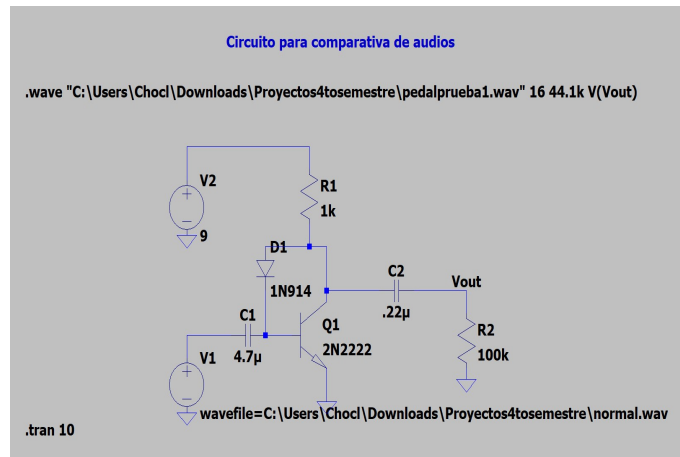 Circuito para comparativa de audios
.wave "C:\Users\Chocl\Downloads\Proyectos4tosemestre\pedalprueba1.wav" 16 44.1k V(Vout)
V2
R1
1k
9
D1
1N914
C2
Vout
.22µ
C1
Q1
R2
V1
4.7µ
2N2222
100k
wavefile=C:\Users\Chocl\Downloads\Proyectos4tosemestre\normal.wav
.tran 10